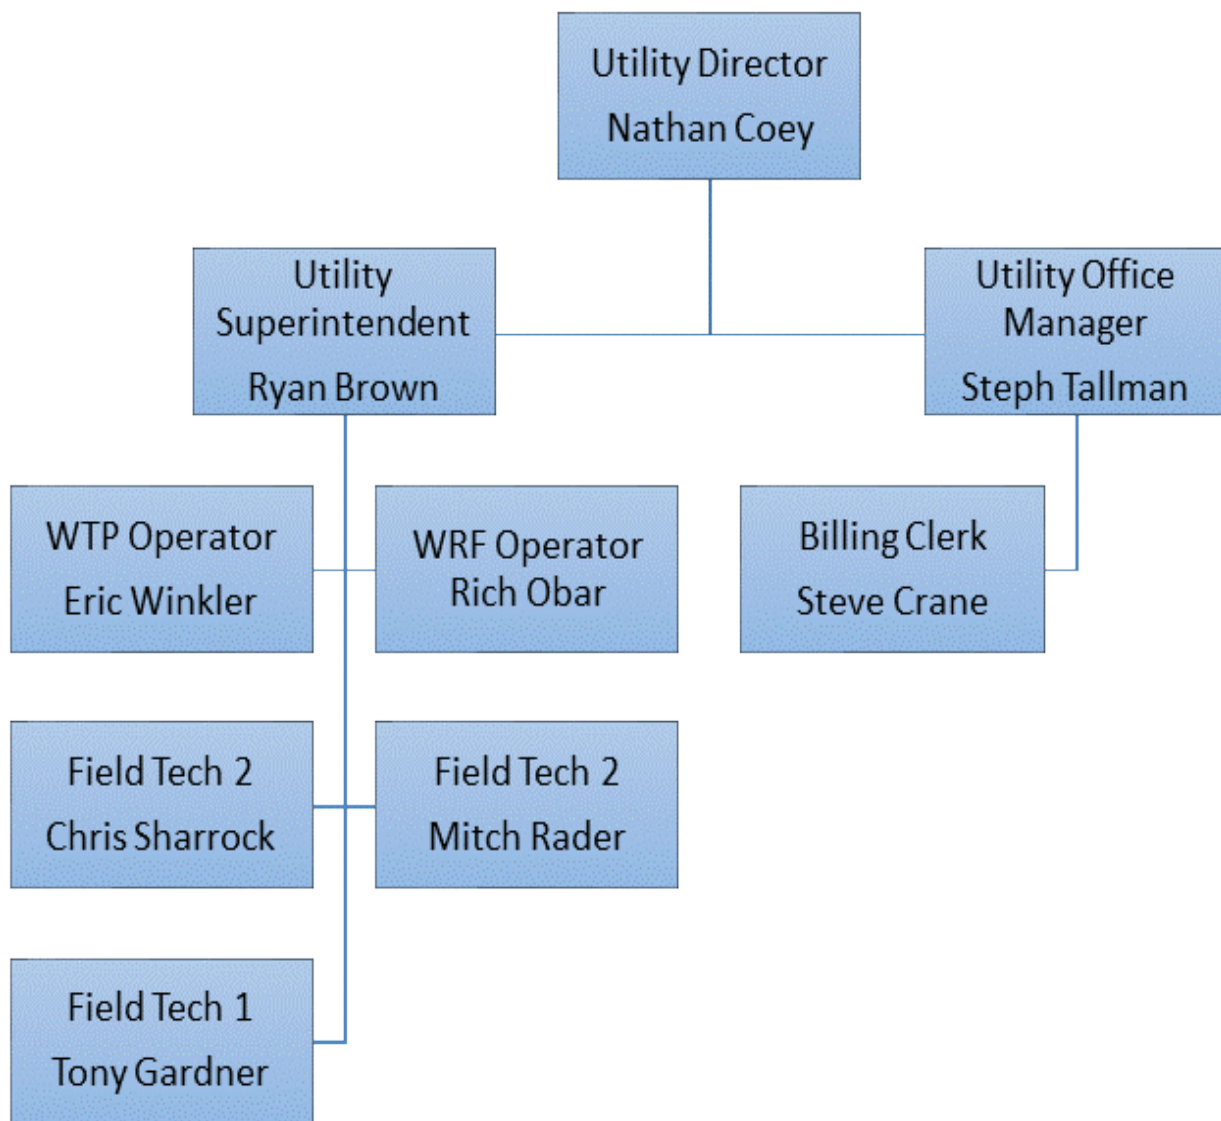 Utility Director
Nathan Coey
Utility
Superintendent
Ryan Brown
Utility Office
Manager
Steph Tallman
WTP Operator
Eric Winkler
WRF Operator
Rich Obar
Billing Clerk
Steve Crane
Field Tech 2
Chris Sharrock
Field Tech 2
Mitch Rader
Field Tech 1
Tony Gardner